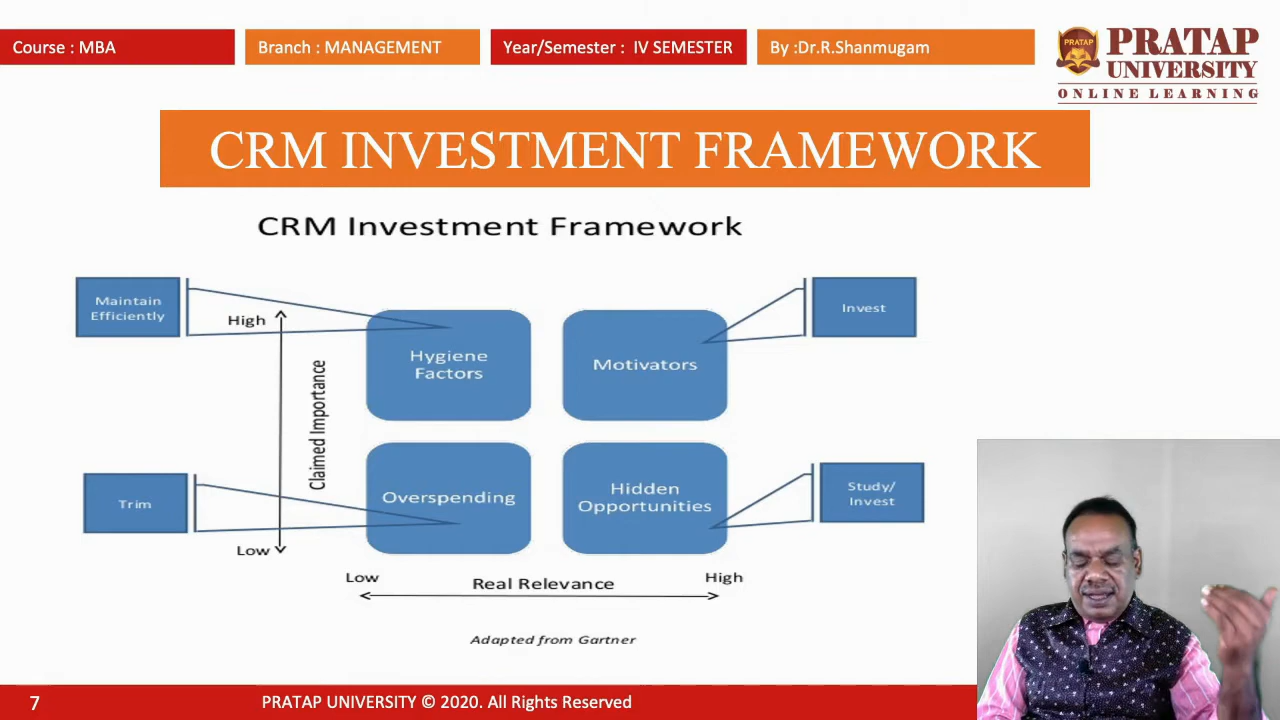 Course : MBA
Branch : MANAGEMENT
Year/Semester : IV SEMESTER
By :Dr.R.Shanmugam
PRATAP
PRATAP
UNIVERSITY
ONLINE LEARNING
CRM INVESTMENT FRAMEWORK
CRM Investment Framework
Maintain
Efficiently
High
Claimed Importance
Hygiene
Factors
Motivators
Invest
Trim
Low
Overspending
Hidden
Opportunities
Study/
Invest
Low
Real Relevance
High
Adapted from Gartner
7
PRATAP UNIVERSITY © 2020. All Rights Reserved